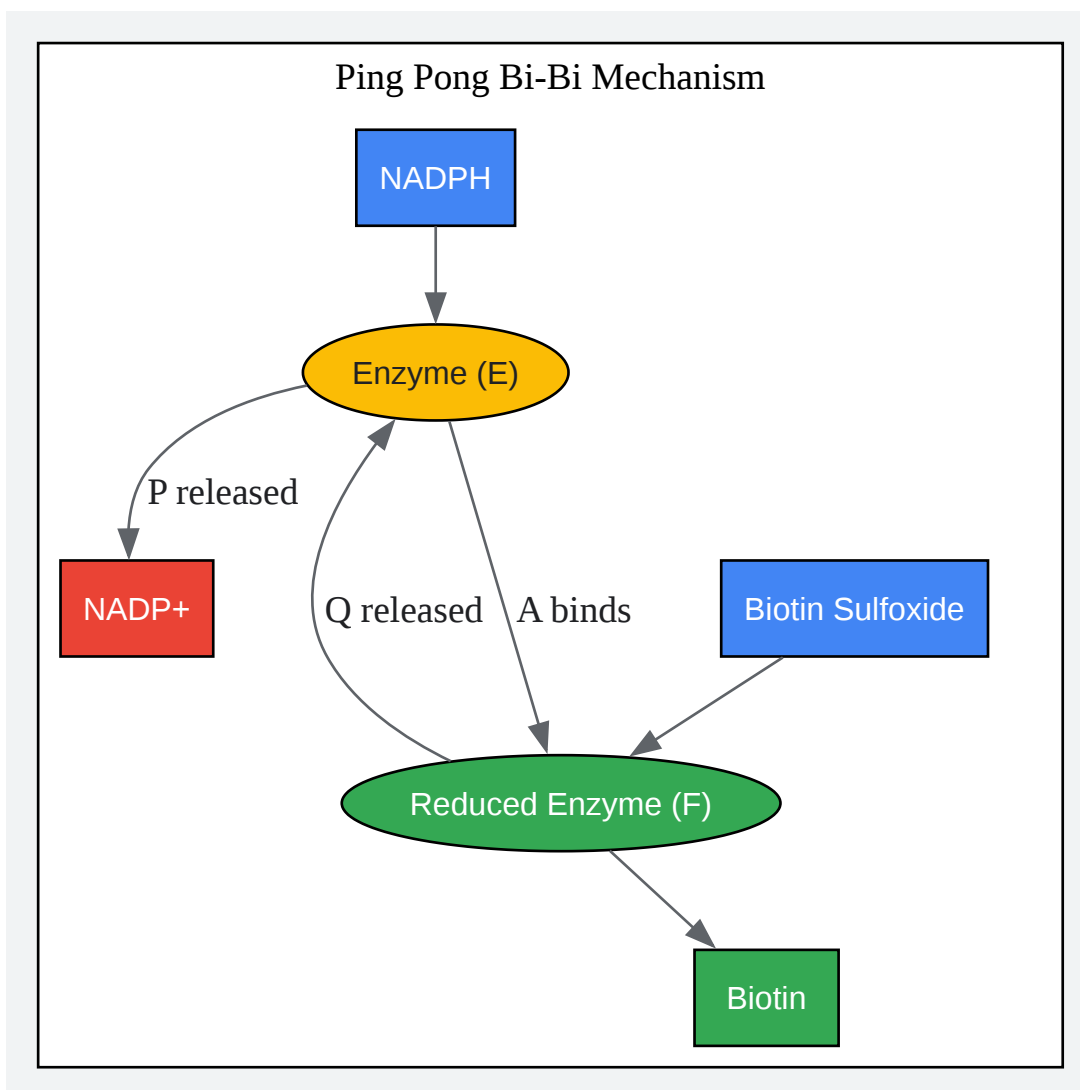 Ping Pong Bi-Bi Mechanism
NADPH
Enzyme (E)
P released
NADP+
Q released
A binds
Biotin Sulfoxide
Reduced Enzyme (F)
Biotin